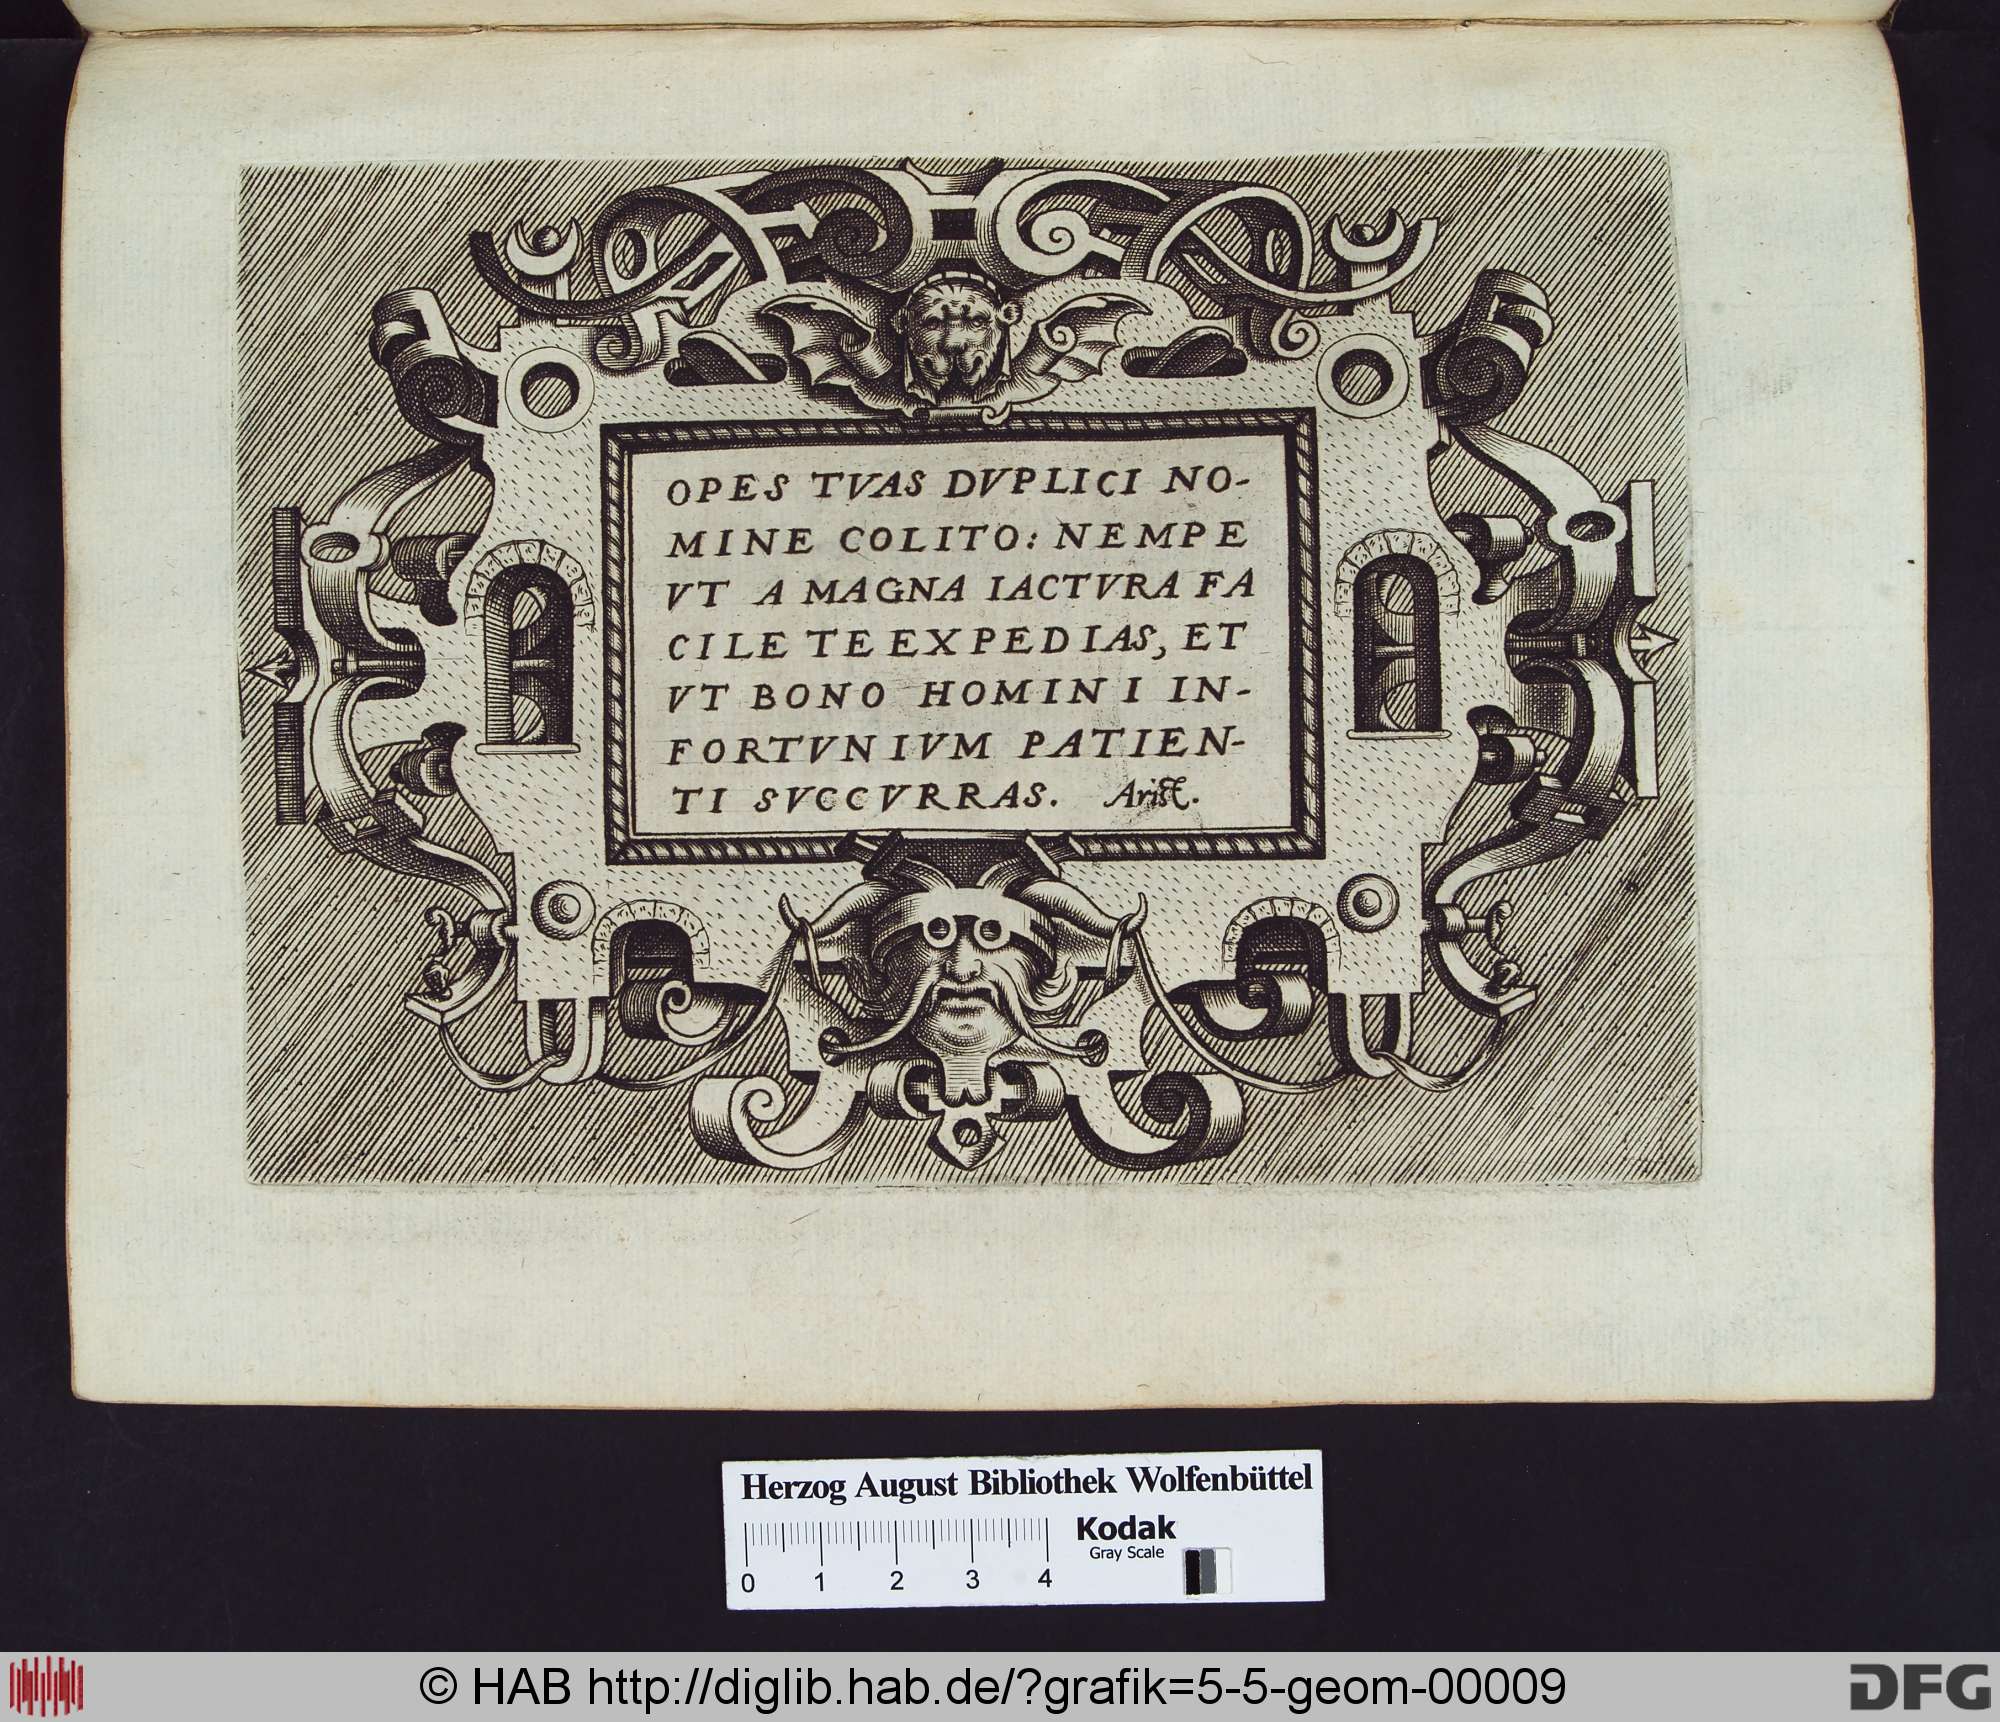 OPES TVAS DVPLICI NO-
MINE COLITO: NEMPE
VT A MAGNA IACTVRA FA
CILE TE EXPEDIAS, ET
VT BONO HOMINI IN-
FORTVNIVM PATIEN-
TI SVCCVRRAS. Arist.
Herzog August Bibliothek Wolfenbüttel
Kodak
Gray Scale
0 1 2 3 4
© HAB http://diglib.hab.de/?grafik=5-5-geom-00009
DFG